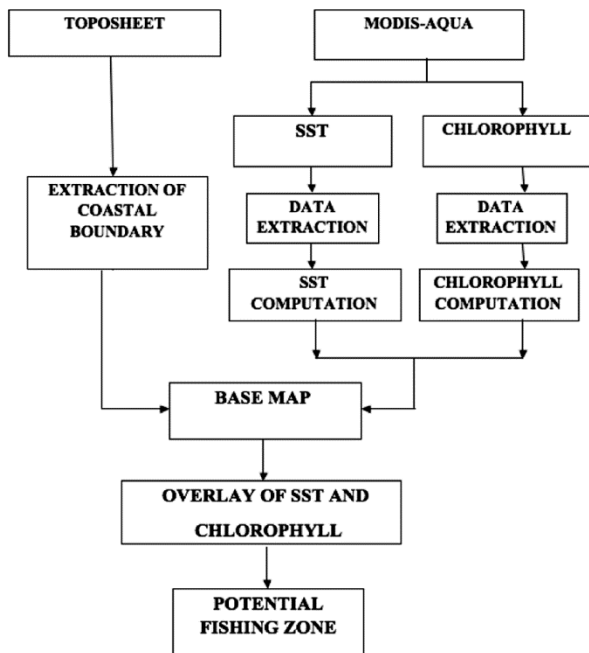 TOPOSHEET
MODIS-AQUA
SST
CHLOROPHYLL
EXTRACTION OF
COASTAL
BOUNDARY
DATA
EXTRACTION
DATA
EXTRACTION
SST
COMPUTATION
CHLOROPHYLL
COMPUTATION
BASE MAP
OVERLAY OF SST AND
CHLOROPHYLL
POTENTIAL
FISHING ZONE